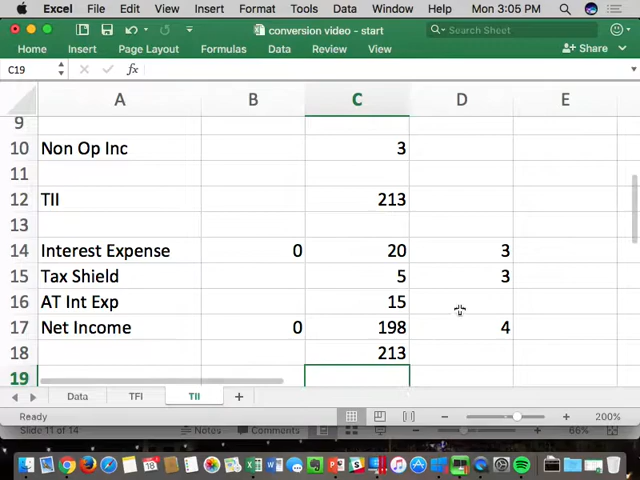 Excel File Edit View Insert Format Tools Data Window Help Mon 3:05 PM
conversion video - start
Search Sheet
Home Insert Page Layout Formulas Data Review View Share
C19 fx
A B C D E
9
10 Non Op Inc 3
11
12 TII 213
13
14 Interest Expense 0 20 3
15 Tax Shield 5 3
16 AT Int Exp 15
17 Net Income 0 198 4
18 213
19
Data TFI TII
Ready 200%
Slide 11 of 14 Notes Comments 66%